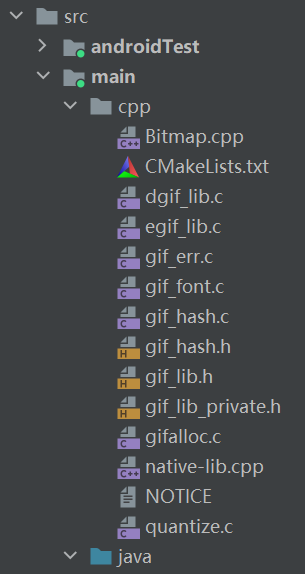 src
androidTest
main
cpp
Bitmap.cpp
CMakeLists.txt
dgif_lib.c
egif_lib.c
gif_err.c
gif_font.c
gif_hash.c
gif_hash.h
gif_lib.h
gif_lib_private.h
gifalloc.c
native-lib.cpp
NOTICE
quantize.c
java